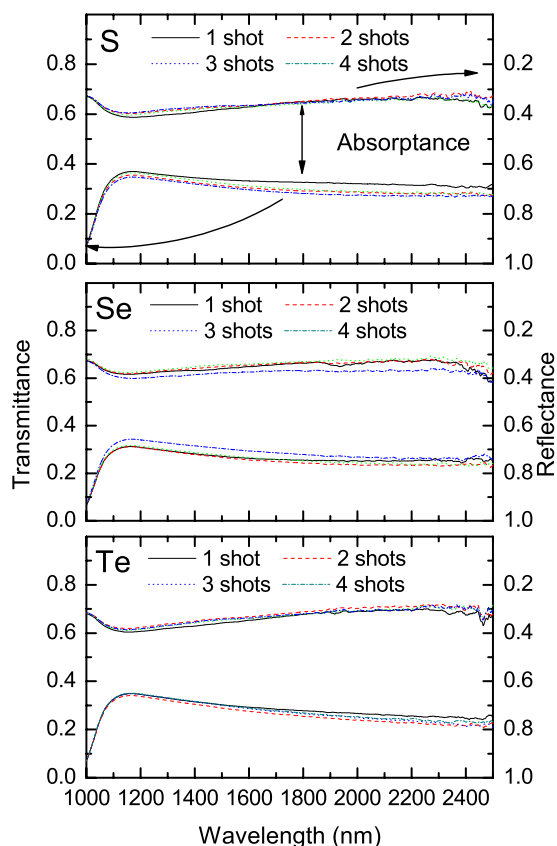 S
1 shot 2 shots
3 shots 4 shots
0.8 0.2
0.6 0.4
Absorptance
0.4 0.6
0.2 0.8
0.0 1.0
Se
1 shot 2 shots
3 shots 4 shots
0.8 0.2
0.6 0.4
0.4 0.6
0.2 0.8
0.0 1.0
Transmittance
Reflectance
Te
1 shot 2 shots
3 shots 4 shots
0.8 0.2
0.6 0.4
0.4 0.6
0.2 0.8
0.0 1.0
1000 1200 1400 1600 1800 2000 2200 2400
Wavelength (nm)